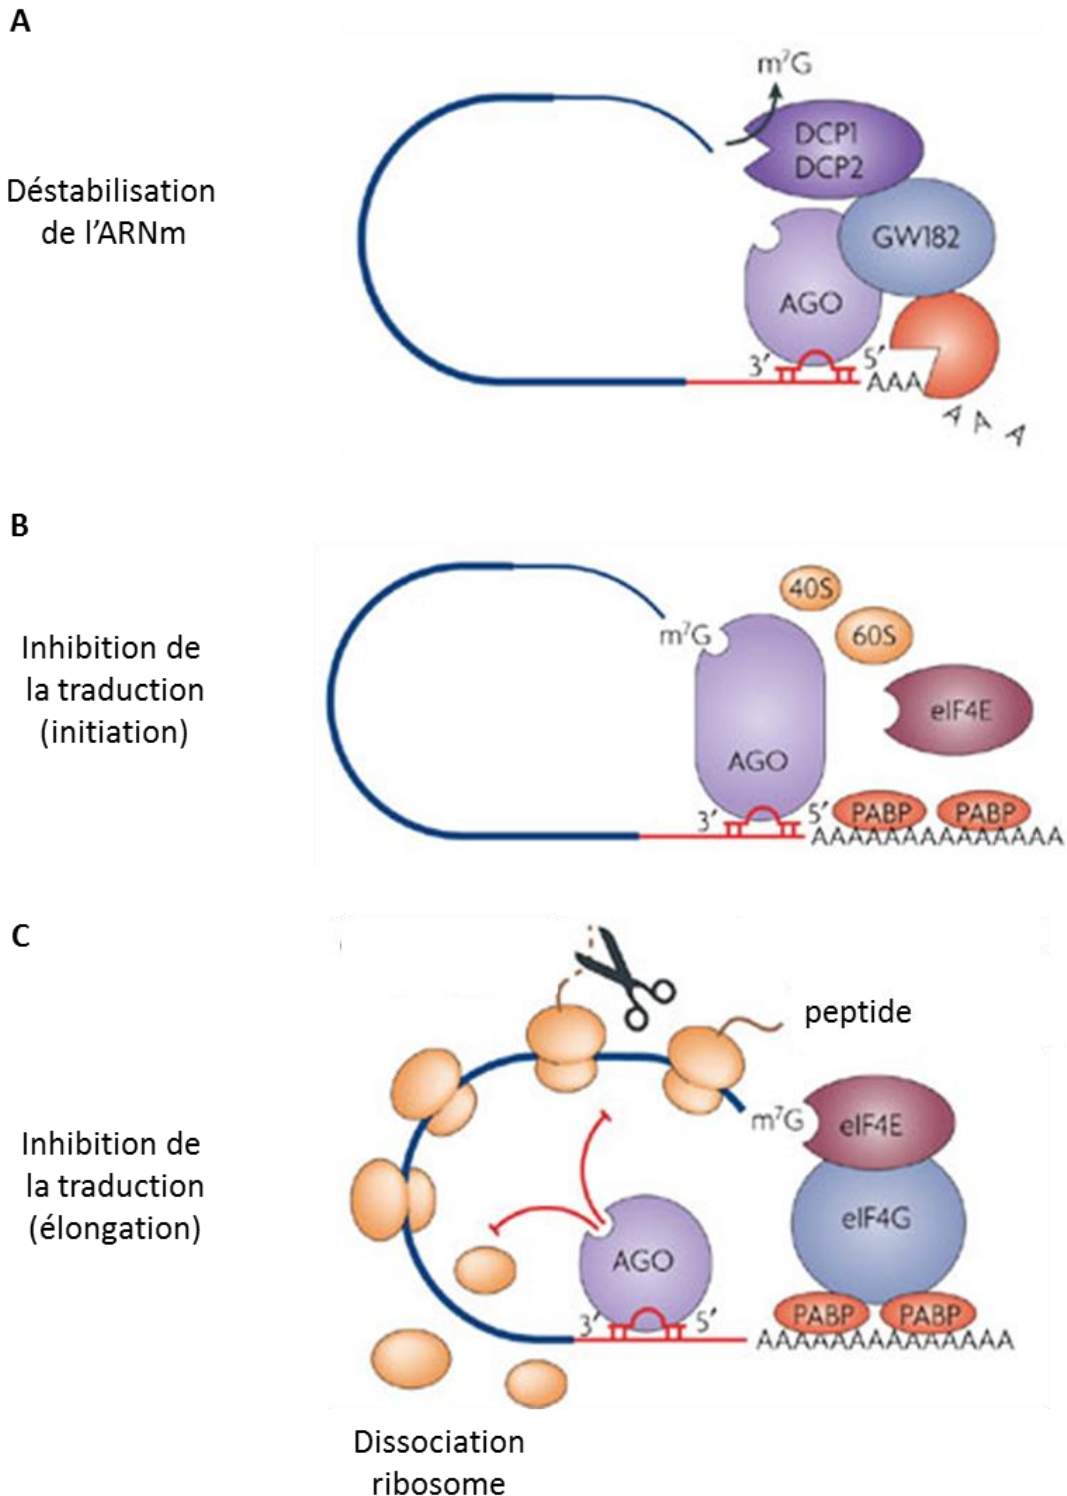 A
Déstabilisation
de l'ARNm
m⁷G
DCP1
DCP2
GW182
AGO
3' 5'
AAA
A A A
B
Inhibition de
la traduction
(initiation)
40S
60S
m⁷G
eIF4E
AGO
3' 5' PABP PABP
AAAAAAAAAAAAAA
C
peptide
Inhibition de
la traduction
(élongation)
m⁷G eIF4E
eIF4G
AGO
3' 5' PABP PABP
AAAAAAAAAAAAAA
Dissociation
ribosome